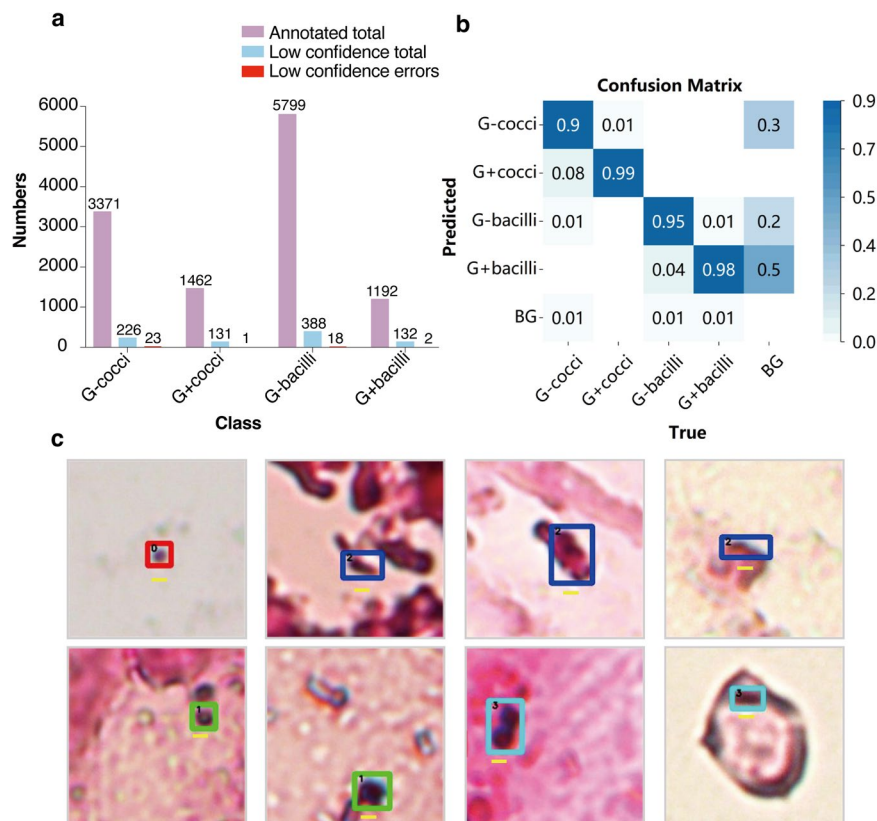 a
Annotated total
Low confidence total
Low confidence errors
6000
5000
4000
3000
2000
1000
0
Numbers
3371
226
23
1462
131
1
5799
388
18
1192
132
2
G-cocci
G+cocci
G-bacilli
G+bacilli
Class
b
Confusion Matrix
Predicted
G-cocci
0.9
0.01
0.3
G+cocci
0.08
0.99
G-bacilli
0.01
0.95
0.01
0.2
G+bacilli
0.04
0.98
0.5
BG
0.01
0.01
0.01
G-cocci
G+cocci
G-bacilli
G+bacilli
BG
True
0.9
0.7
0.5
0.4
0.2
0.0
c
0
2
2
2
1
1
3
3